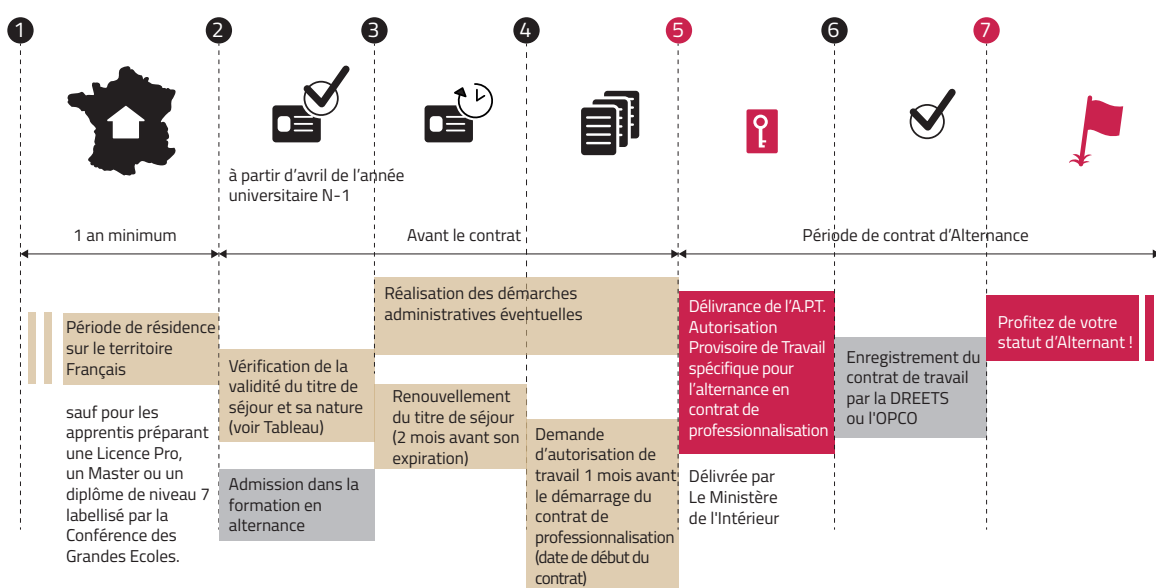 1
2
3
4
5
6
7
à partir d’avril de l’année
universitaire N-1
1 an minimum
Avant le contrat
Période de contrat d’Alternance
Période de résidence
sur le territoire
Français
sauf pour les
apprentis préparant
une Licence Pro,
un Master ou un
diplôme de niveau 7
labellisé par la
Conférence des
Grandes Ecoles.
Vérification de la
validité du titre de
séjour et sa nature
(voir Tableau)
Admission dans la
formation en
alternance
Réalisation des démarches
administratives éventuelles
Renouvellement
du titre de séjour
(2 mois avant son
expiration)
Demande
d’autorisation de
travail 1 mois avant
le démarrage du
contrat de
professionnalisation
(date de début du
contrat)
Délivrance de l’A.P.T.
Autorisation
Provisoire de Travail
spécifique pour
l’alternance en
contrat de
professionnalisation
Délivrée par
Le Ministère
de l'Intérieur
Enregistrement du
contrat de travail
par la DREETS
ou l'OPCO
Profitez de votre
statut d’Alternant !